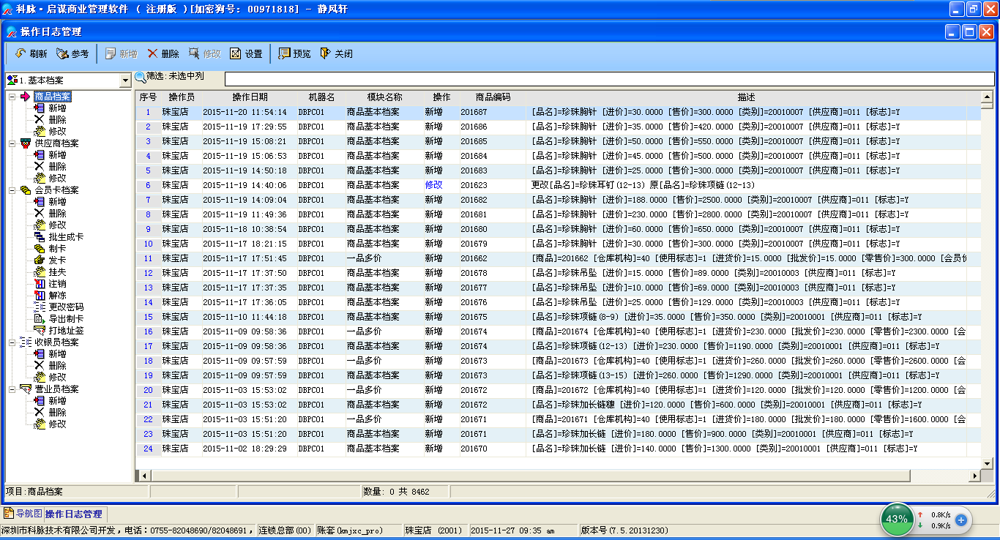 科脉·启谋商业管理软件 ( 注册版 )[加密狗号: 00971818] - 静风轩
操作日志管理
刷新 参考 新增 删除 修改 设置 预览 关闭
1.基本档案
筛选:未选中列
商品档案
新增
删除
修改
供应商档案
新增
删除
修改
会员卡档案
新增
删除
修改
批生成卡
制卡
发卡
挂失
注销
解冻
更改密码
导出制卡
打地址签
收银员档案
新增
删除
修改
营业员档案
新增
删除
修改
序号 操作员 操作日期 机器名 模块名称 操作 商品编码 描述
1 珠宝店 2015-11-20 11:54:14 DBPC01 商品基本档案 新增 201687 [品名]=珍珠胸针 [进价]=30.0000 [售价]=300.0000 [类别]=20010007 [供应商]=011 [标志]=Y
2 珠宝店 2015-11-19 17:29:55 DBPC01 商品基本档案 新增 201686 [品名]=珍珠胸针 [进价]=35.0000 [售价]=420.0000 [类别]=20010007 [供应商]=011 [标志]=Y
3 珠宝店 2015-11-19 15:08:21 DBPC01 商品基本档案 新增 201685 [品名]=珍珠胸针 [进价]=50.0000 [售价]=550.0000 [类别]=20010007 [供应商]=011 [标志]=Y
4 珠宝店 2015-11-19 15:06:53 DBPC01 商品基本档案 新增 201684 [品名]=珍珠胸针 [进价]=45.0000 [售价]=500.0000 [类别]=20010007 [供应商]=011 [标志]=Y
5 珠宝店 2015-11-19 14:50:18 DBPC01 商品基本档案 新增 201683 [品名]=珍珠胸针 [进价]=25.0000 [售价]=300.0000 [类别]=20010007 [供应商]=011 [标志]=Y
6 珠宝店 2015-11-19 14:40:06 DBPC01 商品基本档案 修改 201623 更改[品名]=珍珠耳钉(12-13) 原[品名]=珍珠项链(12-13)
7 珠宝店 2015-11-19 14:09:04 DBPC01 商品基本档案 新增 201682 [品名]=珍珠胸针 [进价]=188.0000 [售价]=2500.0000 [类别]=20010007 [供应商]=011 [标志]=Y
8 珠宝店 2015-11-19 11:49:36 DBPC01 商品基本档案 新增 201681 [品名]=珍珠胸针 [进价]=230.0000 [售价]=2800.0000 [类别]=20010007 [供应商]=011 [标志]=Y
9 珠宝店 2015-11-18 10:38:54 DBPC01 商品基本档案 新增 201680 [品名]=珍珠胸针 [进价]=60.0000 [售价]=650.0000 [类别]=20010007 [供应商]=011 [标志]=Y
10 珠宝店 2015-11-17 18:21:15 DBPC01 商品基本档案 新增 201679 [品名]=珍珠胸针 [进价]=30.0000 [售价]=300.0000 [类别]=20010007 [供应商]=011 [标志]=Y
11 珠宝店 2015-11-17 17:51:45 DBPC01 一品多价 新增 201662 [商品]=201662 [仓库机构]=40 [使用标志]=1 [进货价]=15.0000 [批发价]=15.0000 [零售价]=300.0000 [会员价
12 珠宝店 2015-11-17 17:37:50 DBPC01 商品基本档案 新增 201678 [品名]=珍珠吊坠 [进价]=15.0000 [售价]=89.0000 [类别]=20010003 [供应商]=011 [标志]=Y
13 珠宝店 2015-11-17 17:37:35 DBPC01 商品基本档案 新增 201677 [品名]=珍珠吊坠 [进价]=10.0000 [售价]=69.0000 [类别]=20010003 [供应商]=011 [标志]=Y
14 珠宝店 2015-11-17 17:36:05 DBPC01 商品基本档案 新增 201676 [品名]=珍珠吊坠 [进价]=25.0000 [售价]=129.0000 [类别]=20010003 [供应商]=011 [标志]=Y
15 珠宝店 2015-11-10 11:44:18 DBPC01 商品基本档案 新增 201675 [品名]=珍珠项链(8-9) [进价]=35.0000 [售价]=350.0000 [类别]=20010001 [供应商]=011 [标志]=Y
16 珠宝店 2015-11-09 09:58:36 DBPC01 一品多价 新增 201674 [商品]=201674 [仓库机构]=40 [使用标志]=1 [进货价]=230.0000 [批发价]=230.0000 [零售价]=2300.0000 [会
17 珠宝店 2015-11-09 09:58:36 DBPC01 商品基本档案 新增 201674 [品名]=珍珠项链(12-13) [进价]=230.0000 [售价]=1190.0000 [类别]=20010001 [供应商]=011 [标志]=Y
18 珠宝店 2015-11-09 09:57:59 DBPC01 一品多价 新增 201673 [商品]=201673 [仓库机构]=40 [使用标志]=1 [进货价]=260.0000 [批发价]=260.0000 [零售价]=2600.0000 [会
19 珠宝店 2015-11-09 09:57:59 DBPC01 商品基本档案 新增 201673 [品名]=珍珠项链(13-15) [进价]=260.0000 [售价]=1290.0000 [类别]=20010001 [供应商]=011 [标志]=Y
20 珠宝店 2015-11-03 15:53:02 DBPC01 一品多价 新增 201672 [商品]=201672 [仓库机构]=40 [使用标志]=1 [进货价]=120.0000 [批发价]=120.0000 [零售价]=1200.0000 [会
21 珠宝店 2015-11-03 15:53:02 DBPC01 商品基本档案 新增 201672 [品名]=珍珠加长链穗 [进价]=120.0000 [售价]=600.0000 [类别]=20010001 [供应商]=011 [标志]=Y
22 珠宝店 2015-11-03 15:51:20 DBPC01 一品多价 新增 201671 [商品]=201671 [仓库机构]=40 [使用标志]=1 [进货价]=180.0000 [批发价]=180.0000 [零售价]=1600.0000 [会
23 珠宝店 2015-11-03 15:51:20 DBPC01 商品基本档案 新增 201671 [品名]=珍珠加长链 [进价]=180.0000 [售价]=900.0000 [类别]=20010001 [供应商]=011 [标志]=Y
24 珠宝店 2015-11-02 18:29:29 DBPC01 商品基本档案 新增 201670 [品名]=珍珠加长链 [进价]=140.0000 [售价]=1300.0000 [类别]=20010001 [供应商]=011 [标志]=Y
项目:商品档案 数量: 0 共 8462
导航图 操作日志管理
43% 0.8K/s
0.9K/s
深圳市科脉技术有限公司开发，电话：0755-82048690/82048691， 连锁总部(00) 账套(kmjxc_pro) 珠宝店 (2001) 2015-11-27 09:35 am 版本号(7.5.20131230)